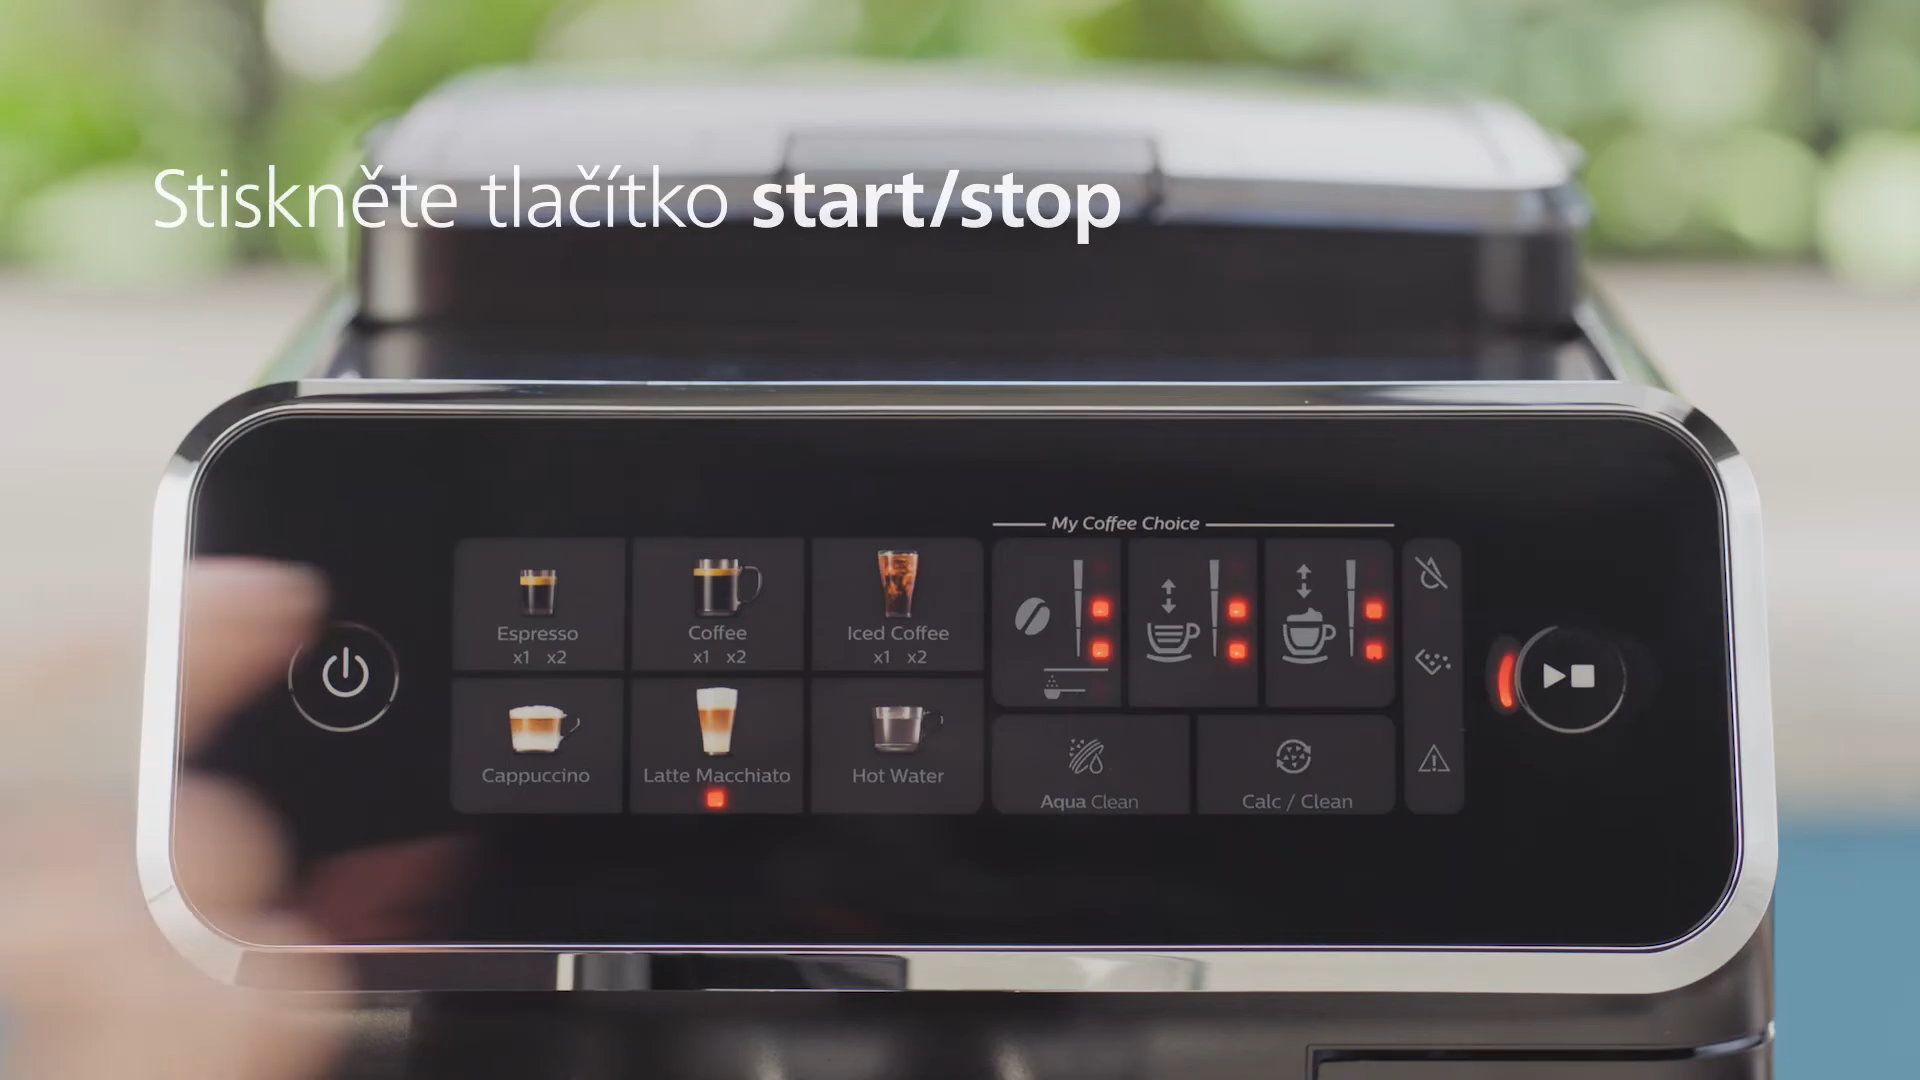 Stiskněte tlačítko start/stop
My Coffee Choice
Espresso
x1 x2
Coffee
x1 x2
Iced Coffee
x1 x2
Cappuccino
Latte Macchiato
Hot Water
Aqua Clean
Calc / Clean